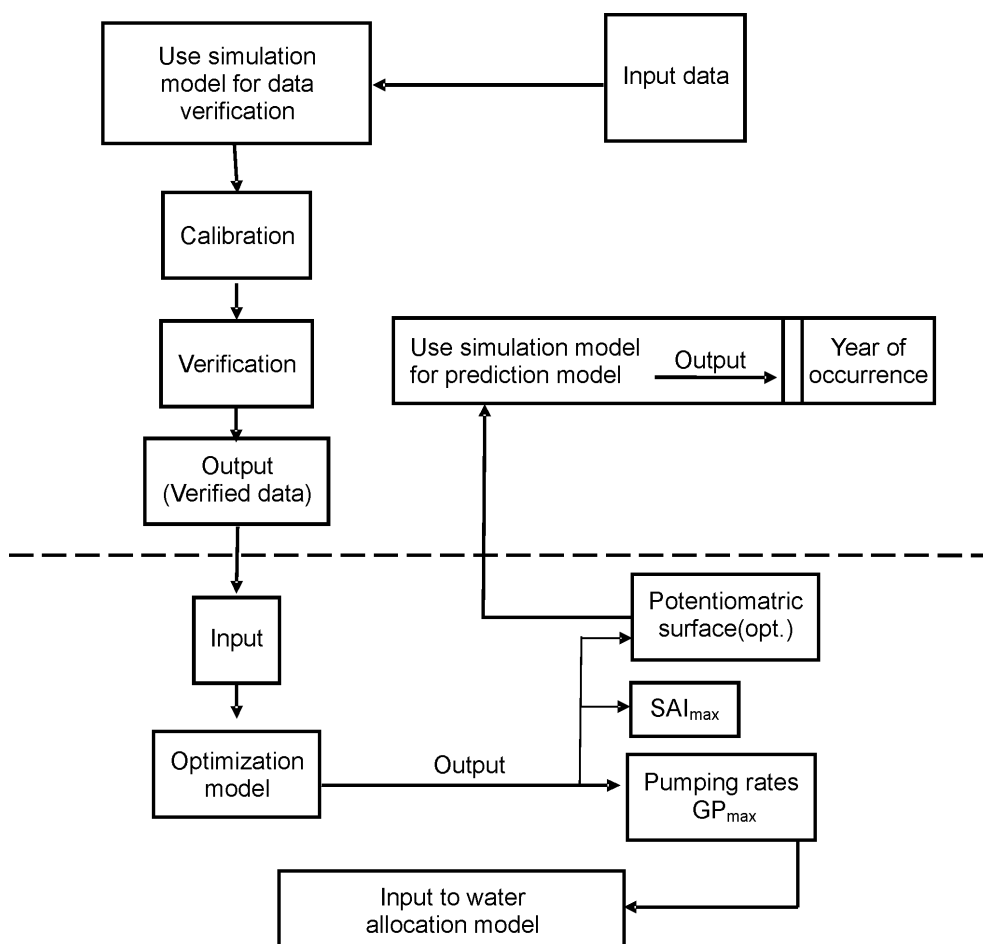 Use simulation
model for data
verification
Input data
Calibration
Verification
Use simulation model
for prediction model
Output
Year of
occurrence
Output
(Verified data)
Potentiomatric
surface(opt.)
Input
SAImax
Optimization
model
Output
Pumping rates
GPmax
Input to water
allocation model